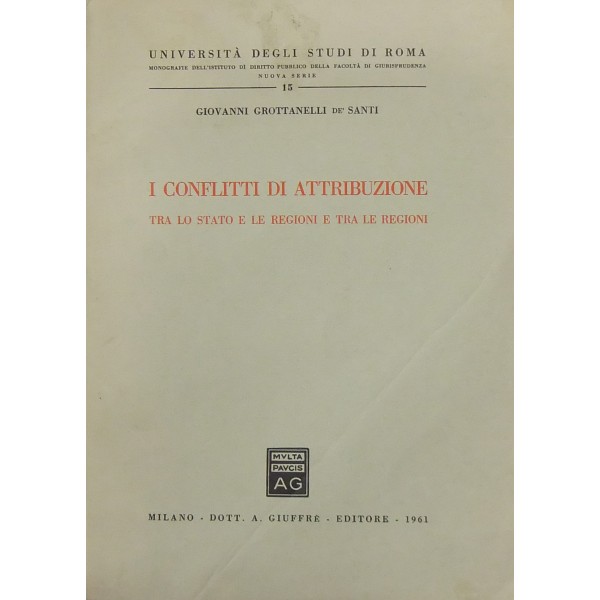 UNIVERSITÀ DEGLI STUDI DI ROMA
MONOGRAFIE DELL'ISTITUTO DI DIRITTO PUBBLICO DELLA FACOLTÀ DI GIURISPRUDENZA
NUOVA SERIE
15
GIOVANNI GROTTANELLI DE' SANTI
I CONFLITTI DI ATTRIBUZIONE
TRA LO STATO E LE REGIONI E TRA LE REGIONI
MVLTA
PAVCIS
AG
MILANO - DOTT. A. GIUFFRÈ - EDITORE - 1961